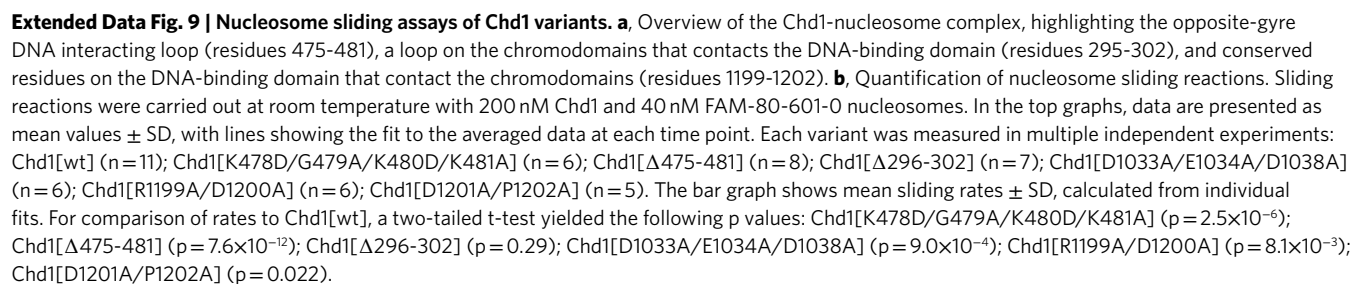 Extended Data Fig. 9 | Nucleosome sliding assays of Chd1 variants. a, Overview of the Chd1-nucleosome complex, highlighting the opposite-gyre
DNA interacting loop (residues 475-481), a loop on the chromodomains that contacts the DNA-binding domain (residues 295-302), and conserved
residues on the DNA-binding domain that contact the chromodomains (residues 1199-1202). b, Quantification of nucleosome sliding reactions. Sliding
reactions were carried out at room temperature with 200 nM Chd1 and 40 nM FAM-80-601-0 nucleosomes. In the top graphs, data are presented as
mean values ± SD, with lines showing the fit to the averaged data at each time point. Each variant was measured in multiple independent experiments:
Chd1[wt] (n=11); Chd1[K478D/G479A/K480D/K481A] (n=6); Chd1[Δ475-481] (n=8); Chd1[Δ296-302] (n=7); Chd1[D1033A/E1034A/D1038A]
(n=6); Chd1[R1199A/D1200A] (n=6); Chd1[D1201A/P1202A] (n=5). The bar graph shows mean sliding rates ± SD, calculated from individual
fits. For comparison of rates to Chd1[wt], a two-tailed t-test yielded the following p values: Chd1[K478D/G479A/K480D/K481A] (p=2.5×10⁻⁶);
Chd1[Δ475-481] (p=7.6×10⁻¹²); Chd1[Δ296-302] (p=0.29); Chd1[D1033A/E1034A/D1038A] (p=9.0×10⁻⁴); Chd1[R1199A/D1200A] (p=8.1×10⁻³);
Chd1[D1201A/P1202A] (p=0.022).